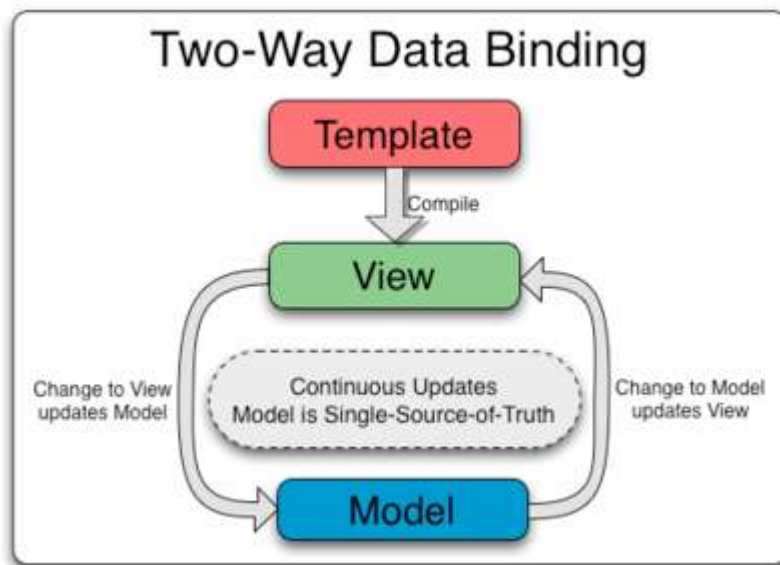 Two-Way Data Binding
Template
Compile
View
Change to View
updates Model
Continuous Updates
Model is Single-Source-of-Truth
Change to Model
updates View
Model